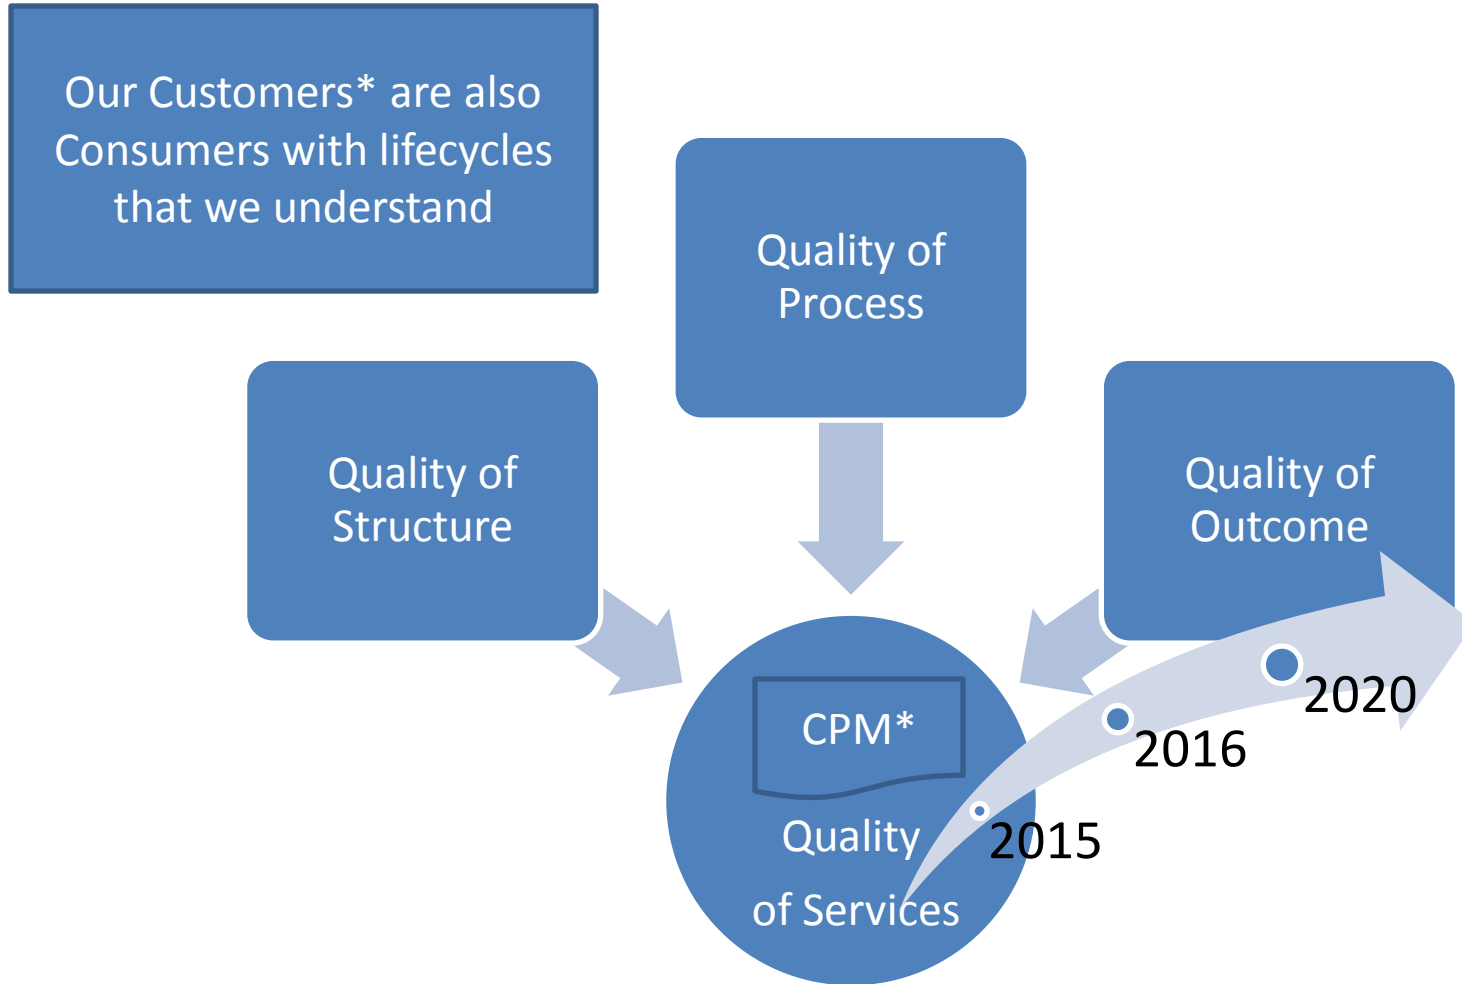 Our Customers* are also
Consumers with lifecycles
that we understand
Quality of
Process
Quality of
Structure
Quality of
Outcome
CPM*
Quality
of Services
2015
2016
2020